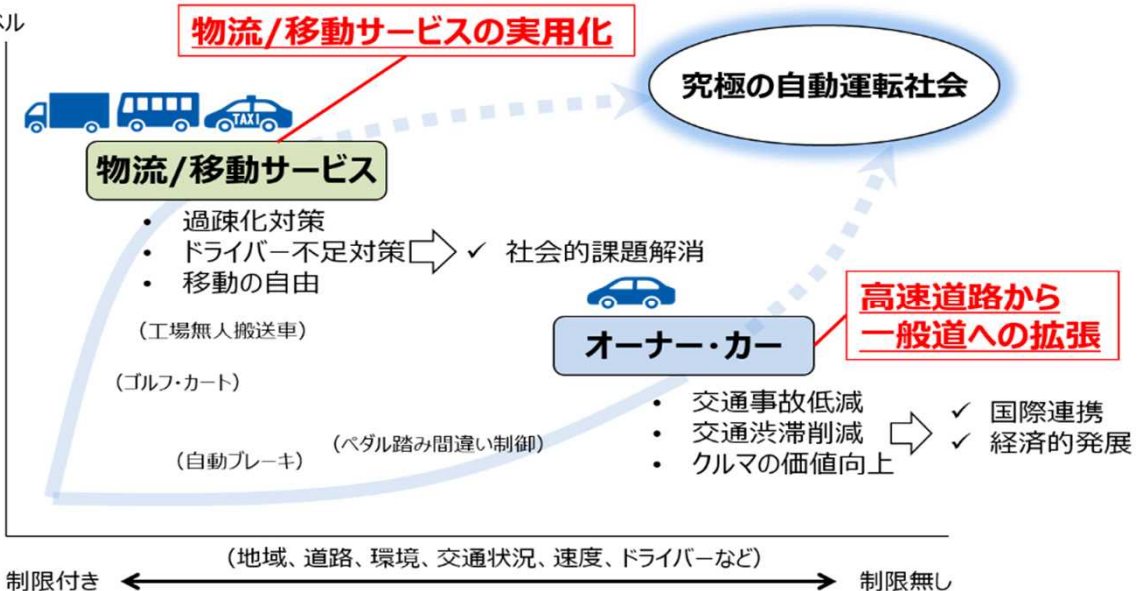 ベル
物流/移動サービスの実用化
究極の自動運転社会
TAXI
物流/移動サービス
• 過疎化対策
• ドライバー不足対策
• 移動の自由
✓ 社会的課題解消
(工場無人搬送車)
(ゴルフ・カート)
(自動ブレーキ)
(ペダル踏み間違い制御)
高速道路から
一般道への拡張
オーナー・カー
• 交通事故低減
• 交通渋滞削減
• クルマの価値向上
✓ 国際連携
✓ 経済的発展
(地域、道路、環境、交通状況、速度、ドライバーなど)
制限付き
制限無し